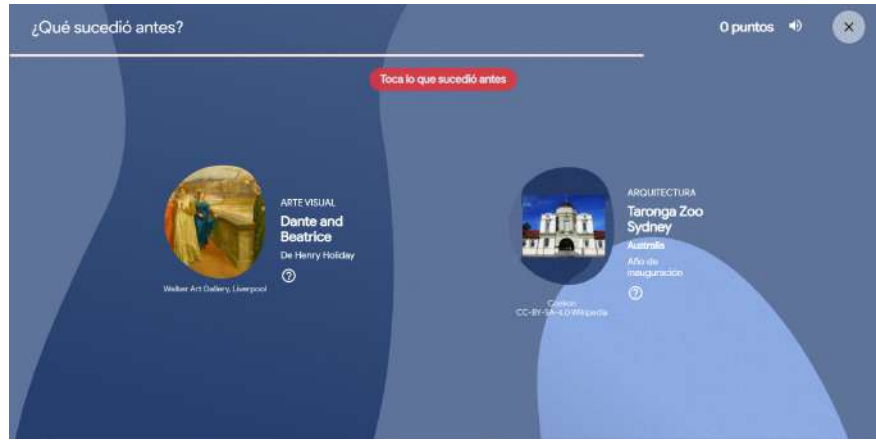 ¿Qué sucedió antes?
0 puntos
Toca lo que sucedió antes
ARTE VISUAL
Dante and
Beatrice
De Henry Holiday
Walker Art Gallery, Liverpool
ARQUITECTURA
Taronga Zoo
Sydney
Australia
Año de
inauguración
CC-BY-SA-4.0 Wikipedia